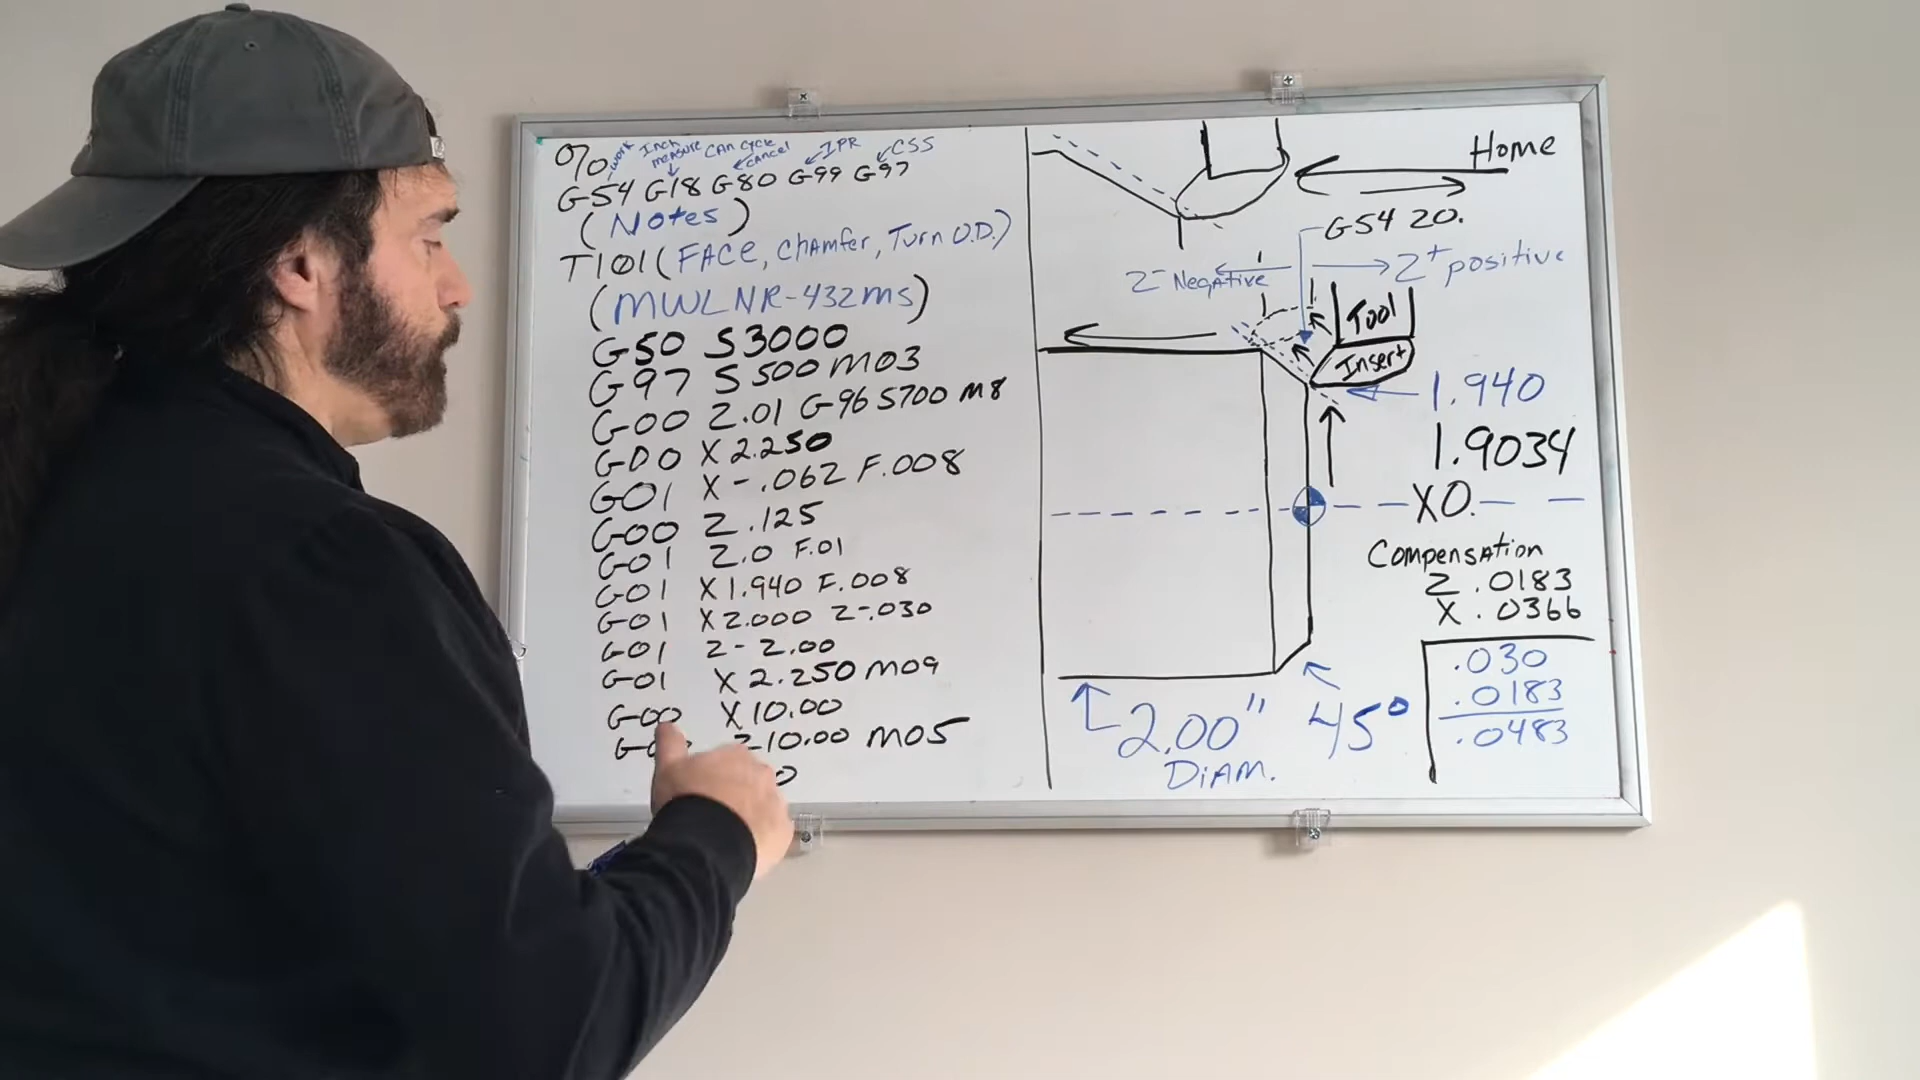 %
work Inch measure CAn cycle cancel IPR CSS
G54 G18 G80 G99 G97
(Notes)
T101 (FACE, chAmfer, Turn O.D.)
(MWLNR-432ms)
G50 S3000
G97 S500 m03
G00 Z.01 G96 S700 m8
G00 X2.250
G01 X-.062 F.008
G00 Z.125
G01 Z.0 F.01
G01 X1.940 F.008
G01 X2.000 Z-.030
G01 Z-2.00
G01 X2.250 m09
G00 X10.00
10.00 m05
Home
G54 20.
Z- NegAtive
Z+ positive
Tool
Insert
1.940
1.9034
X0.
CompensAtion
Z .0183
X .0366
.030
.0183
.0483
2.00"
DiAM.
45°